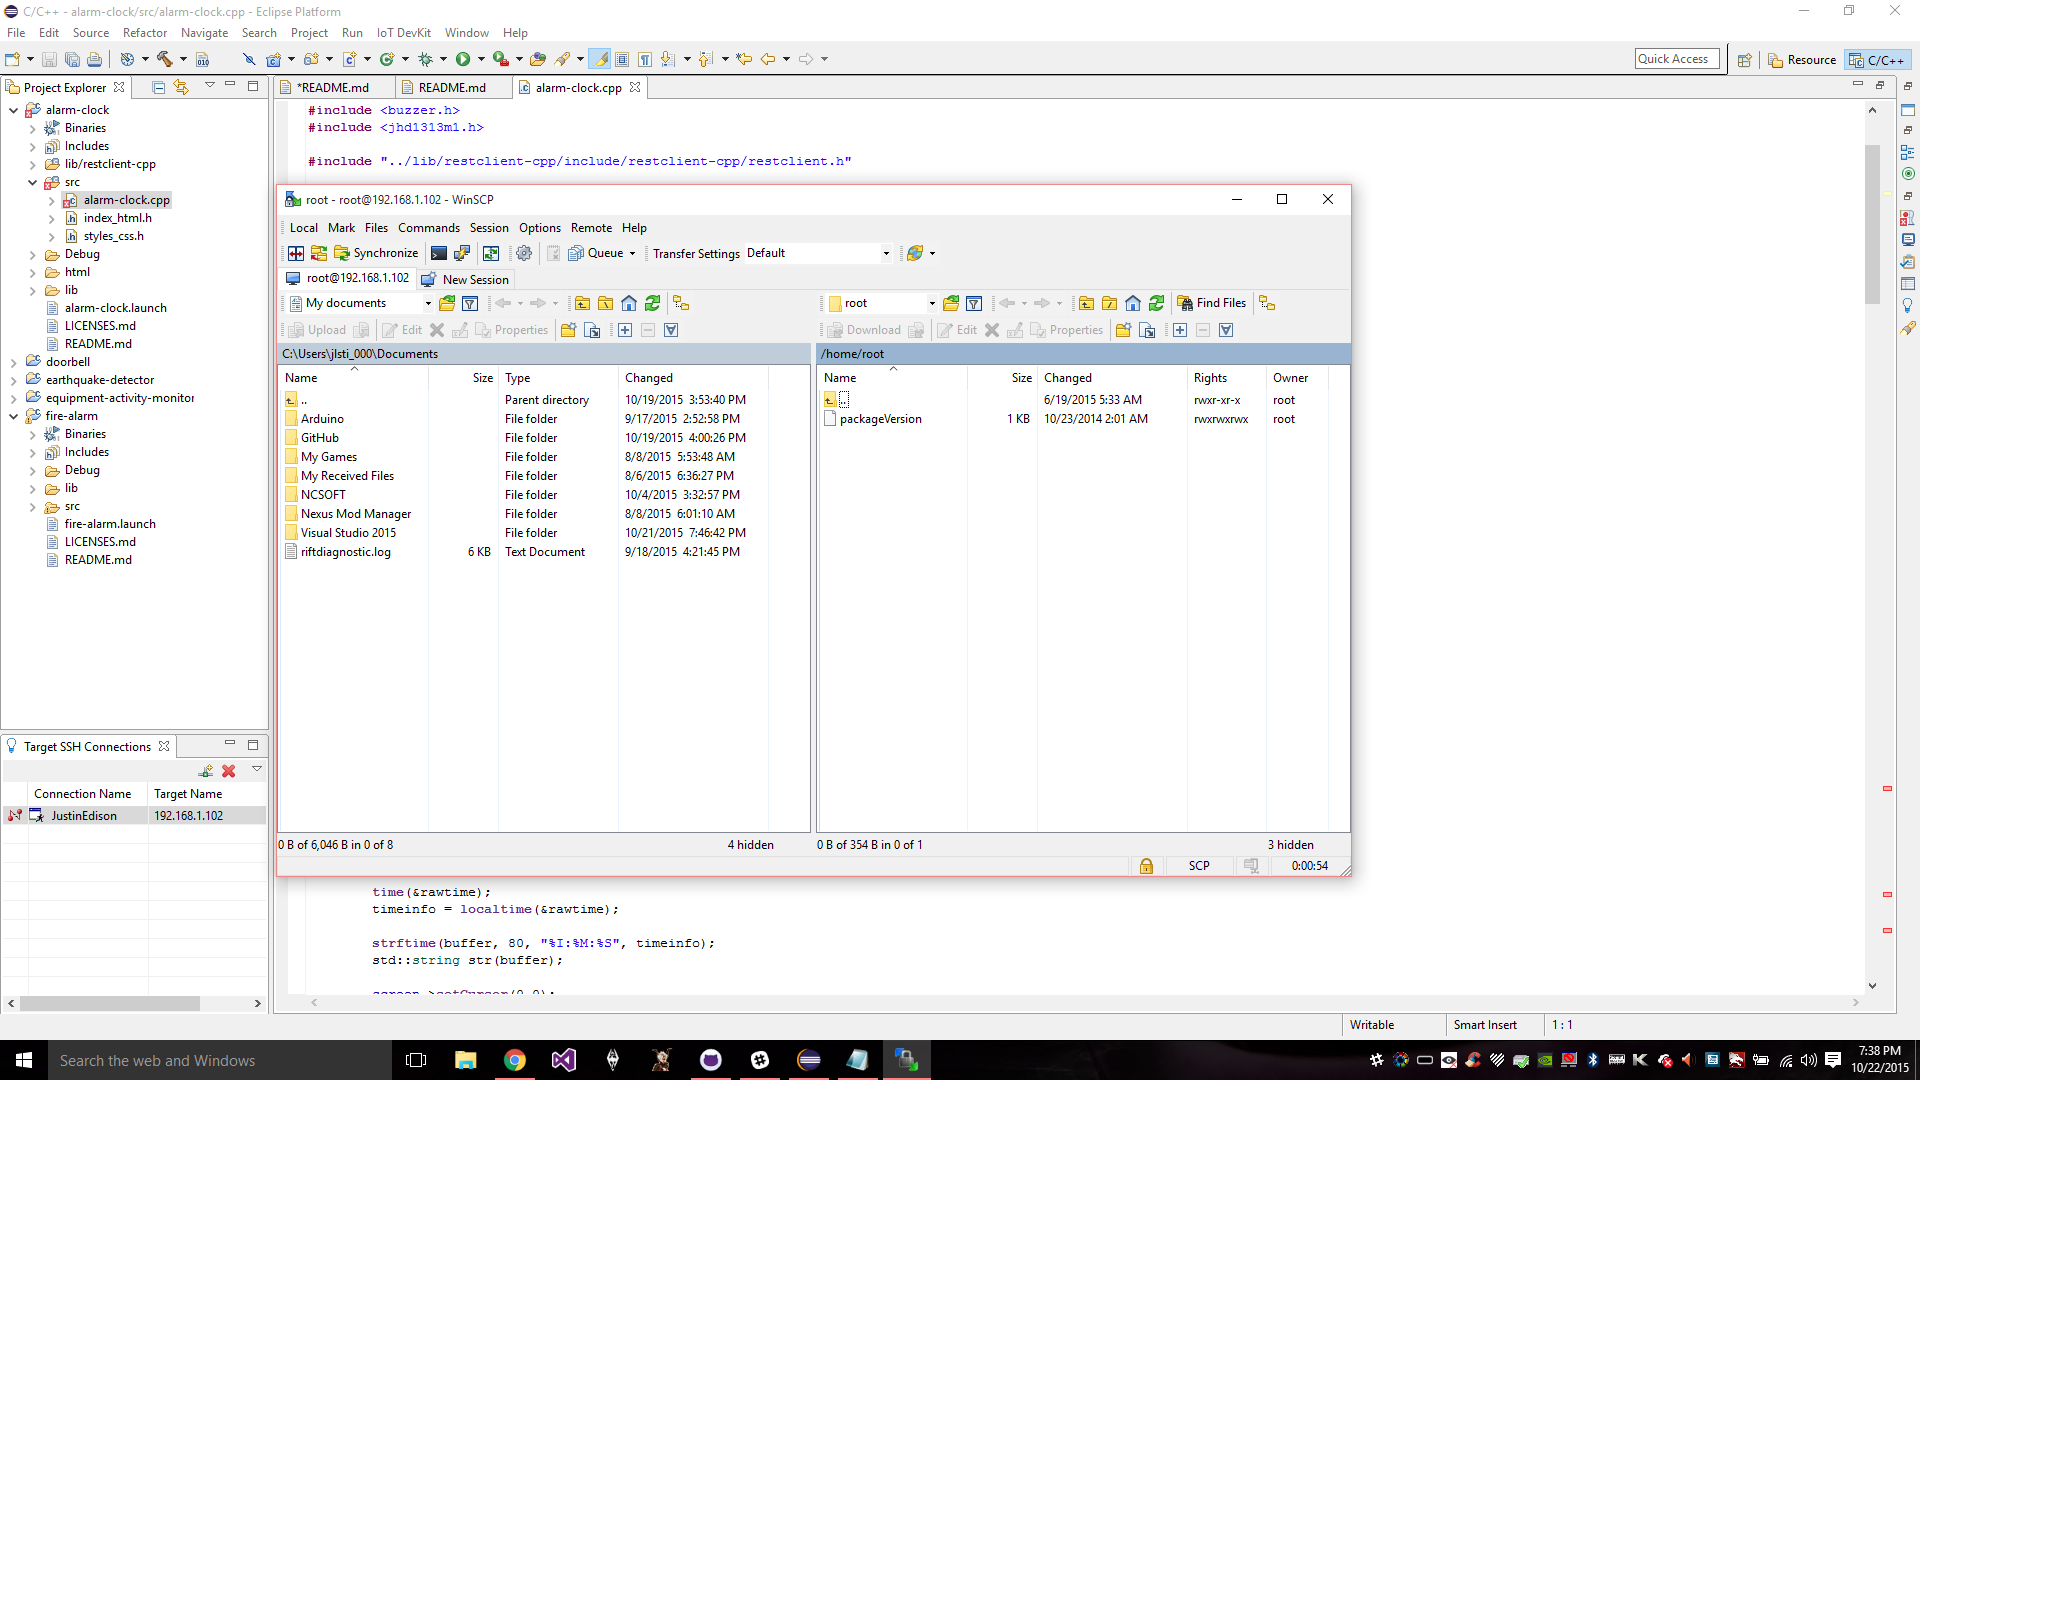 C/C++ - alarm-clock/src/alarm-clock.cpp - Eclipse Platform
File Edit Source Refactor Navigate Search Project Run IoT DevKit Window Help
Quick Access Resource C/C++
Project Explorer
*README.md README.md alarm-clock.cpp
alarm-clock
Binaries
Includes
lib/restclient-cpp
src
alarm-clock.cpp
index_html.h
styles_css.h
Debug
html
lib
alarm-clock.launch
LICENSES.md
README.md
doorbell
earthquake-detector
equipment-activity-monitor
fire-alarm
Binaries
Includes
Debug
lib
src
fire-alarm.launch
LICENSES.md
README.md
#include <buzzer.h>
#include <jhd1313m1.h>
#include "../lib/restclient-cpp/include/restclient-cpp/restclient.h"
root - root@192.168.1.102 - WinSCP
Local Mark Files Commands Session Options Remote Help
Synchronize Queue Transfer Settings Default
root@192.168.1.102 New Session
My documents root Find Files
Upload Edit Properties Download Edit Properties
C:\Users\jlsti_000\Documents
Name Size Type Changed
.. Parent directory 10/19/2015 3:53:40 PM
Arduino File folder 9/17/2015 2:52:58 PM
GitHub File folder 10/19/2015 4:00:26 PM
My Games File folder 8/8/2015 5:53:48 AM
My Received Files File folder 8/6/2015 6:36:27 PM
NCSOFT File folder 10/4/2015 3:32:57 PM
Nexus Mod Manager File folder 8/8/2015 6:01:10 AM
Visual Studio 2015 File folder 10/21/2015 7:46:42 PM
riftdiagnostic.log 6 KB Text Document 9/18/2015 4:21:45 PM
0 B of 6,046 B in 0 of 8 4 hidden
/home/root
Name Size Changed Rights Owner
.. 6/19/2015 5:33 AM rwxr-xr-x root
packageVersion 1 KB 10/23/2014 2:01 AM rwxrwxrwx root
0 B of 354 B in 0 of 1 3 hidden
SCP 0:00:54
time(&rawtime);
timeinfo = localtime(&rawtime);
strftime(buffer, 80, "%I:%M:%S", timeinfo);
std::string str(buffer);
screen->setCursor(0,0);
Target SSH Connections
Connection Name Target Name
JustinEdison 192.168.1.102
Writable Smart Insert 1 : 1
Search the web and Windows
7:38 PM
10/22/2015